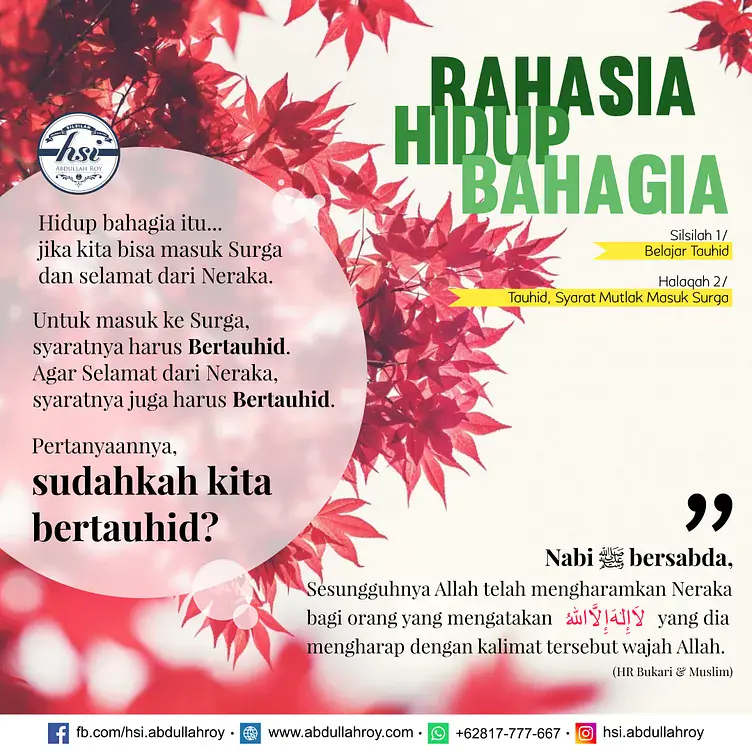 RAHASIA
HIDUP
BAHAGIA
Silsilah 1/
Belajar Tauhid
Halaqah 2/
Tauhid, Syarat Mutlak Masuk Surga
hsi
ABDULLAH ROY
Hidup bahagia itu...
jika kita bisa masuk Surga
dan selamat dari Neraka.
Untuk masuk ke Surga,
syaratnya harus Bertauhid.
Agar Selamat dari Neraka,
syaratnya juga harus Bertauhid.
Pertanyaannya,
sudahkah kita
bertauhid?
”
Nabi ﷺ bersabda,
Sesungguhnya Allah telah mengharamkan Neraka
bagi orang yang mengatakan لَا إِلٰهَ إِلَّا اللهُ yang dia
mengharap dengan kalimat tersebut wajah Allah.
(HR Bukari & Muslim)
fb.com/hsi.abdullahroy • www.abdullahroy.com • +62817-777-667 • hsi.abdullahroy